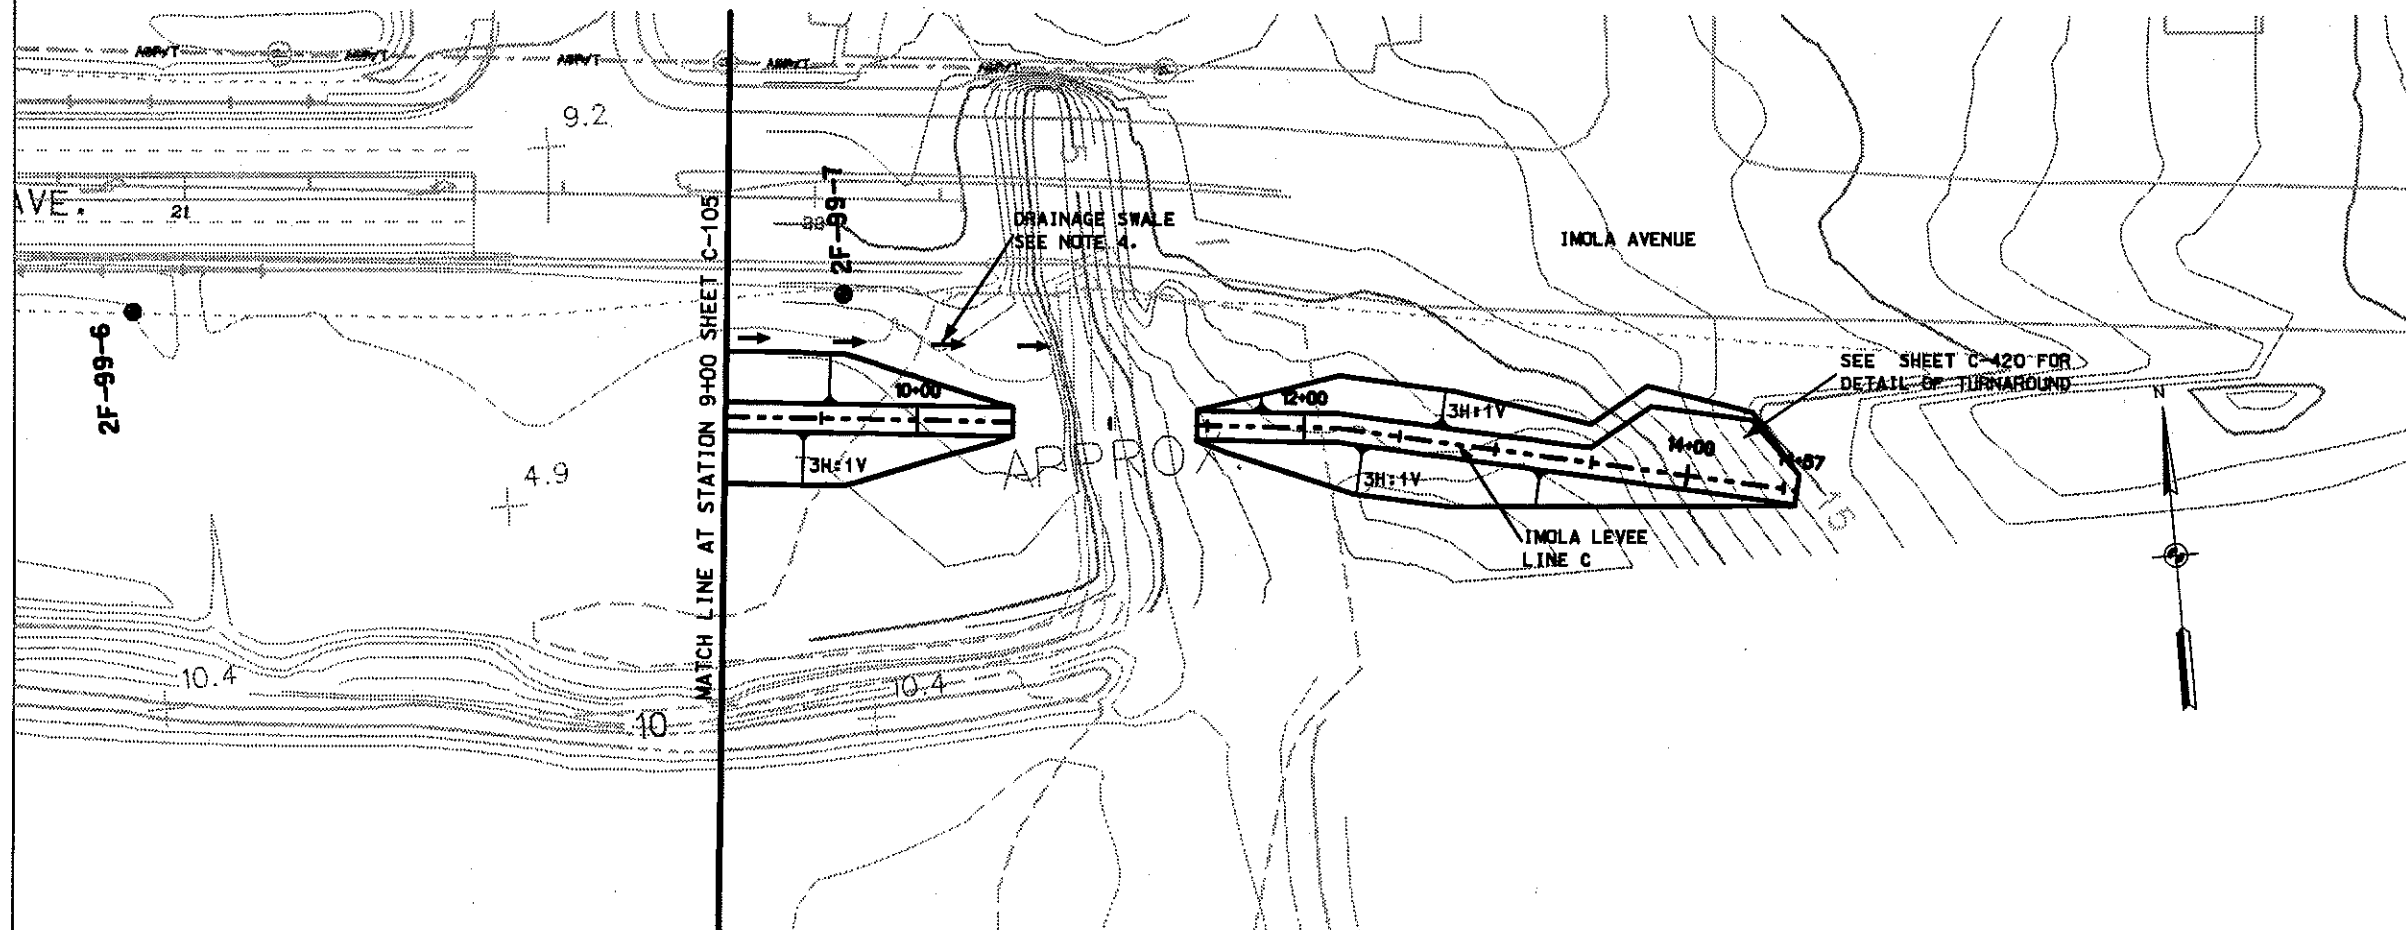 9.2
AVE.
21
2F-99-6
4.9
10.4
10
MATCH LINE AT STATION 9+00 SHEET C-105
2F-99-7
DRAINAGE SWALE
SEE NOTE 4.
10+00
3H:1V
APPROX.
10.4
12+00
3H:1V
3H:1V
IMOLA LEVEE
LINE C
14+00
15
IMOLA AVENUE
SEE SHEET C-420 FOR
DETAIL OF TURNAROUND
N